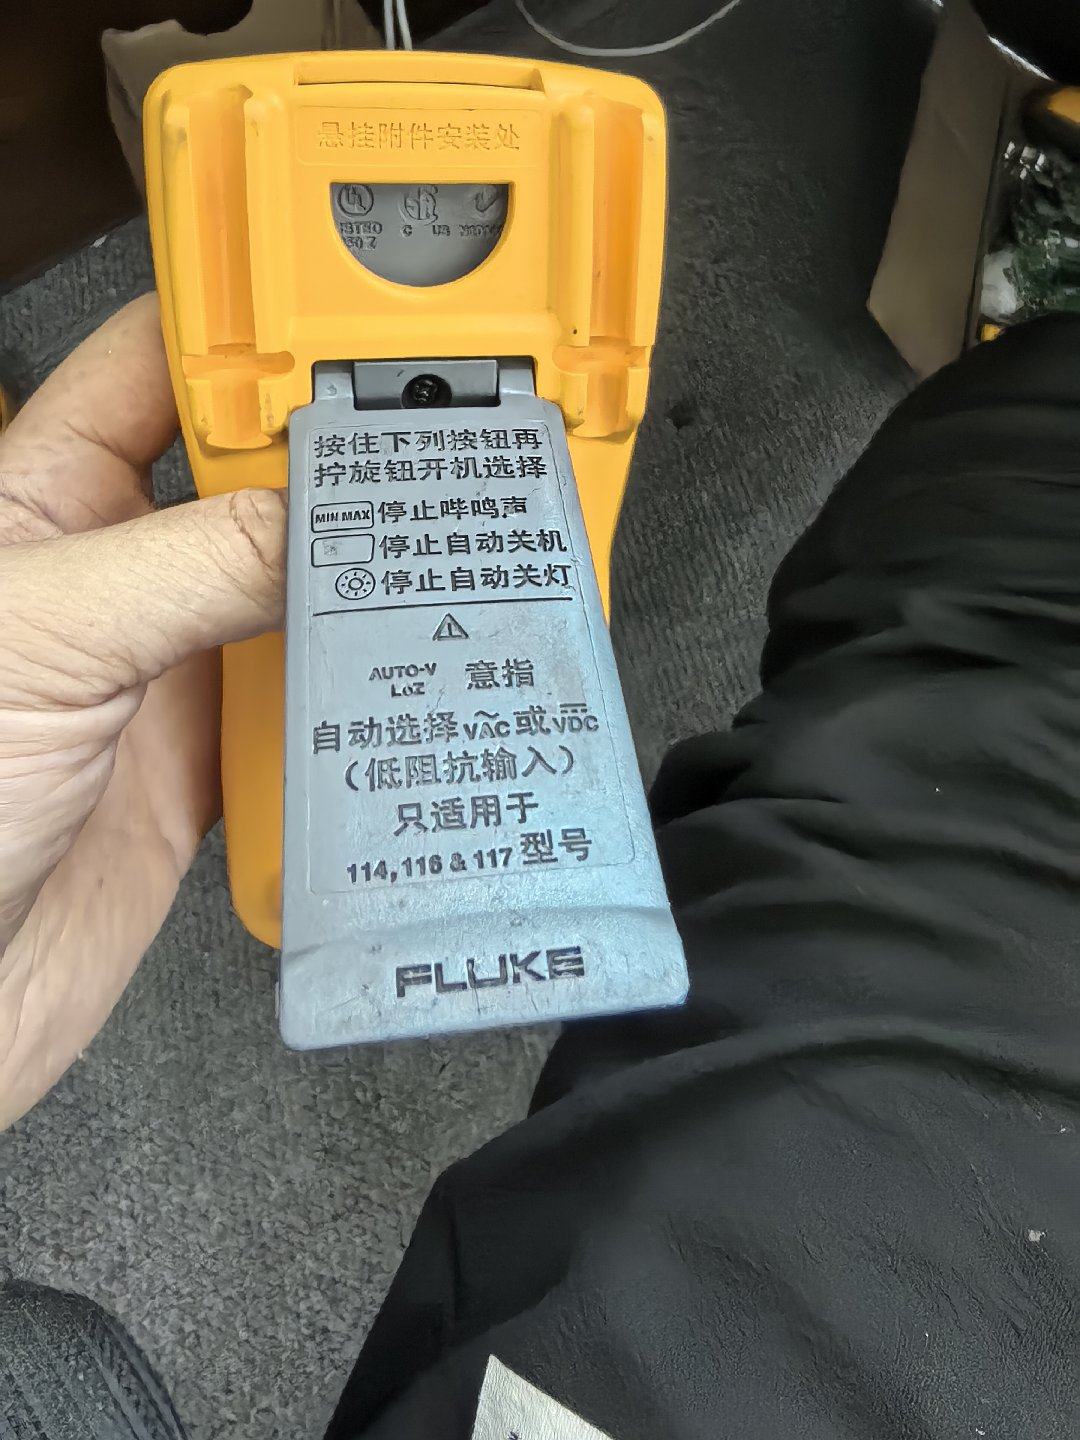 悬挂附件安装处
C US
按住下列按钮再
拧旋钮开机选择
MIN MAX 停止哔鸣声
停止自动关机
停止自动关灯
AUTO-V 意指
LoZ
自动选择 VAC 或 VDC
(低阻抗输入)
只适用于
114, 116 & 117 型号
FLUKE